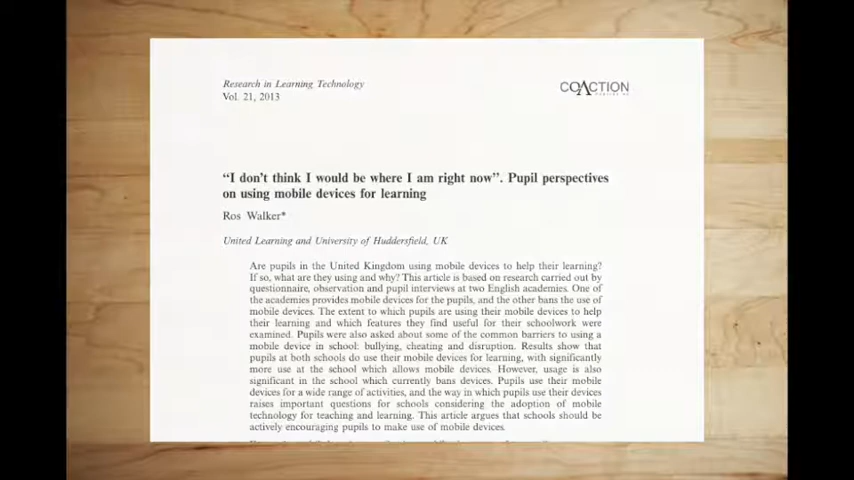 Research in Learning Technology
Vol. 21, 2013
COACTION
“I don’t think I would be where I am right now”. Pupil perspectives
on using mobile devices for learning
Ros Walker*
United Learning and University of Huddersfield, UK
Are pupils in the United Kingdom using mobile devices to help their learning?
If so, what are they using and why? This article is based on research carried out by
questionnaire, observation and pupil interviews at two English academies. One of
the academies provides mobile devices for the pupils, and the other bans the use of
mobile devices. The extent to which pupils are using their mobile devices to help
their learning and which features they find useful for their schoolwork were
examined. Pupils were also asked about some of the common barriers to using a
mobile device in school: bullying, cheating and disruption. Results show that
pupils at both schools do use their mobile devices for learning, with significantly
more use at the school which allows mobile devices. However, usage is also
significant in the school which currently bans devices. Pupils use their mobile
devices for a wide range of activities, and the way in which pupils use their devices
raises important questions for schools considering the adoption of mobile
technology for teaching and learning. This article argues that schools should be
actively encouraging pupils to make use of mobile devices.